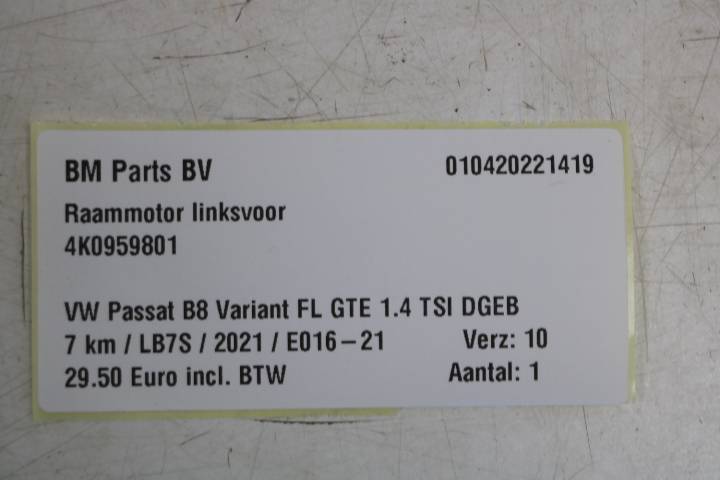 BM Parts BV 010420221419
Raammotor linksvoor
4K0959801
VW Passat B8 Variant FL GTE 1.4 TSI DGEB
7 km / LB7S / 2021 / E016-21 Verz: 10
29.50 Euro incl. BTW Aantal: 1